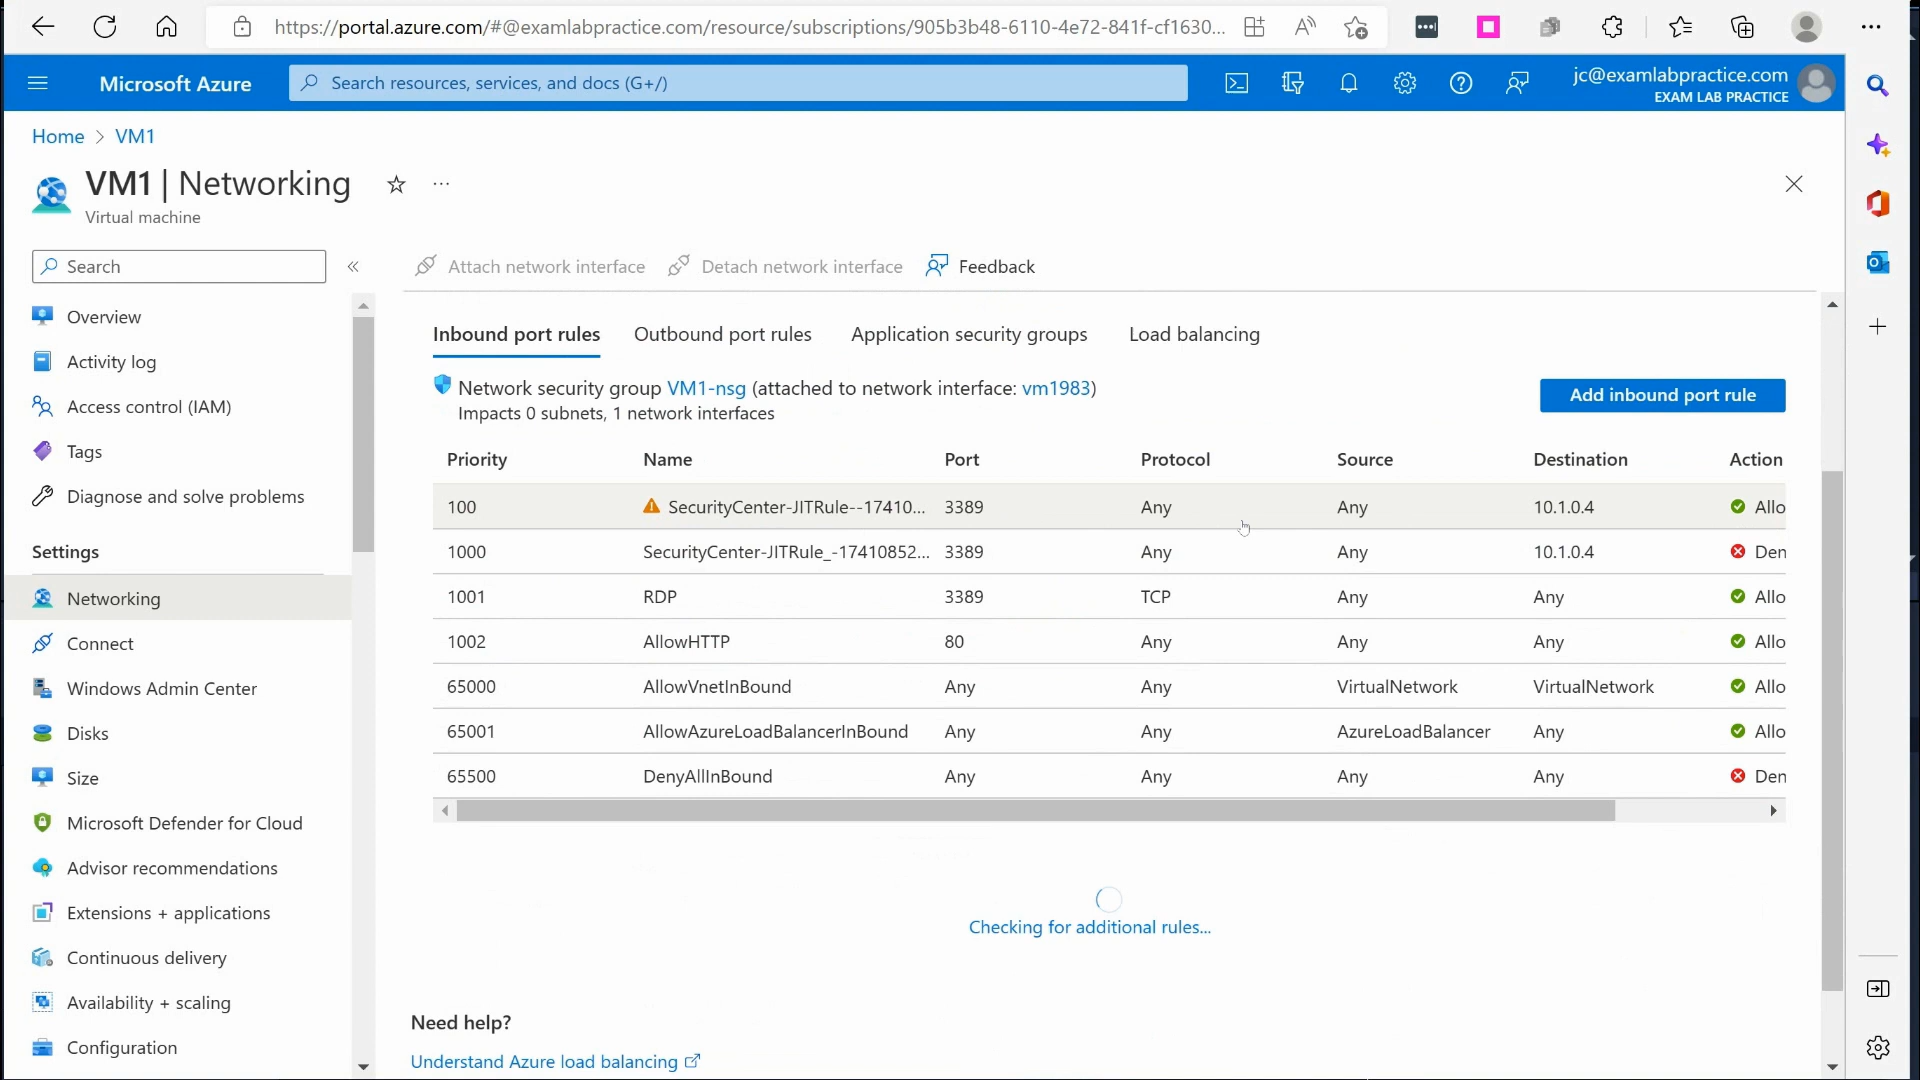 https://portal.azure.com/#@examlabpractice.com/resource/subscriptions/905b3b48-6110-4e72-841f-cf1630...
Microsoft Azure
Search resources, services, and docs (G+/)
jc@examlabpractice.com
EXAM LAB PRACTICE
Home > VM1
VM1 | Networking
Virtual machine
Search
Attach network interface
Detach network interface
Feedback
Overview
Activity log
Access control (IAM)
Tags
Diagnose and solve problems
Settings
Networking
Connect
Windows Admin Center
Disks
Size
Microsoft Defender for Cloud
Advisor recommendations
Extensions + applications
Continuous delivery
Availability + scaling
Configuration
Inbound port rules Outbound port rules Application security groups Load balancing
Network security group VM1-nsg (attached to network interface: vm1983)
Impacts 0 subnets, 1 network interfaces
Add inbound port rule
Priority Name Port Protocol Source Destination Action
100 SecurityCenter-JITRule--17410... 3389 Any Any 10.1.0.4 Allo
1000 SecurityCenter-JITRule_-17410852... 3389 Any Any 10.1.0.4 Den
1001 RDP 3389 TCP Any Any Allo
1002 AllowHTTP 80 Any Any Any Allo
65000 AllowVnetInBound Any Any VirtualNetwork VirtualNetwork Allo
65001 AllowAzureLoadBalancerInBound Any Any AzureLoadBalancer Any Allo
65500 DenyAllInBound Any Any Any Any Den
Checking for additional rules...
Need help?
Understand Azure load balancing